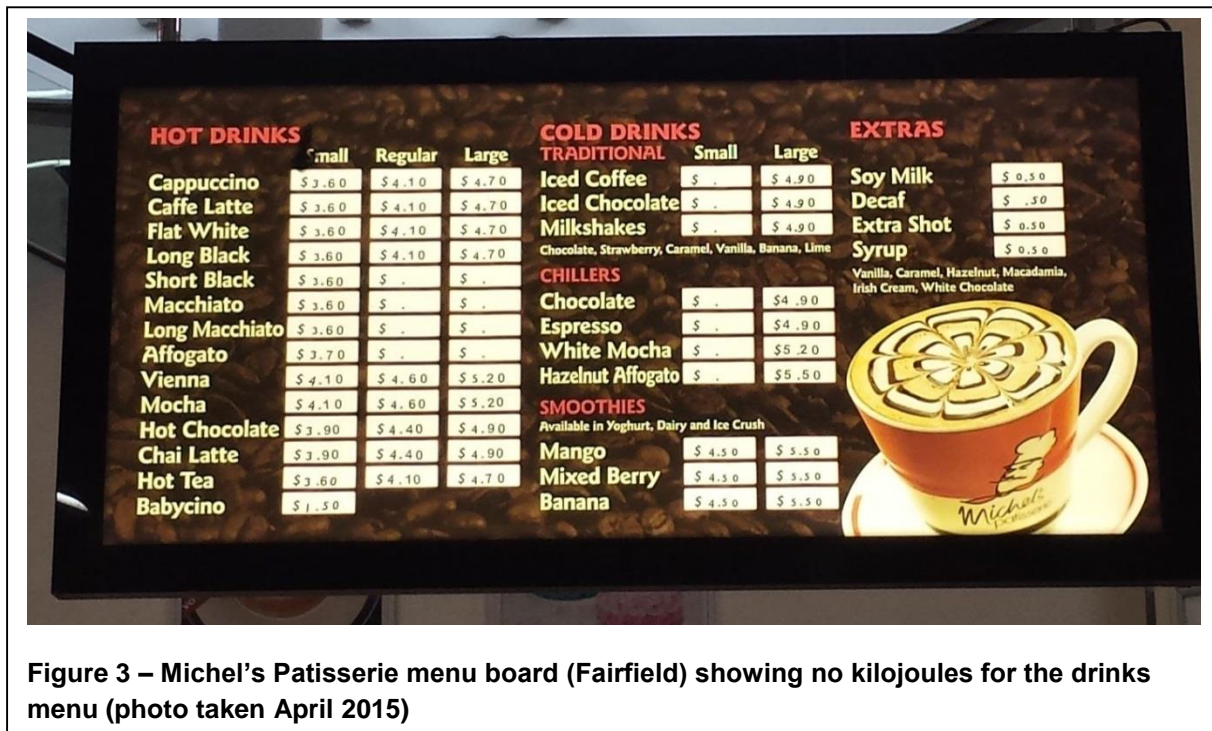 HOT DRINKS
Small Regular Large
Cappuccino $3.60 $4.10 $4.70
Caffe Latte $3.60 $4.10 $4.70
Flat White $3.60 $4.10 $4.70
Long Black $3.60 $4.10 $4.70
Short Black $3.60 $ . $ .
Macchiato $3.60 $ . $ .
Long Macchiato $3.60 $ . $ .
Affogato $3.70 $ . $ .
Vienna $4.10 $4.60 $5.20
Mocha $4.10 $4.60 $5.20
Hot Chocolate $3.90 $4.40 $4.90
Chai Latte $3.90 $4.40 $4.90
Hot Tea $3.60 $4.10 $4.70
Babycino $1.50
COLD DRINKS
TRADITIONAL Small Large
Iced Coffee $ . $4.90
Iced Chocolate $ . $4.90
Milkshakes $ . $4.90
Chocolate, Strawberry, Caramel, Vanilla, Banana, Lime
CHILLERS
Chocolate $ . $4.90
Espresso $ . $4.90
White Mocha $ . $5.20
Hazelnut Affogato $ . $5.50
SMOOTHIES
Available in Yoghurt, Dairy and Ice Crush
Mango $4.50 $5.50
Mixed Berry $4.50 $5.50
Banana $4.50 $5.50
EXTRAS
Soy Milk $0.50
Decaf $ .50
Extra Shot $0.50
Syrup $0.50
Vanilla, Caramel, Hazelnut, Macadamia,
Irish Cream, White Chocolate
Michel's
patisserie
Figure 3 – Michel's Patisserie menu board (Fairfield) showing no kilojoules for the drinks
menu (photo taken April 2015)